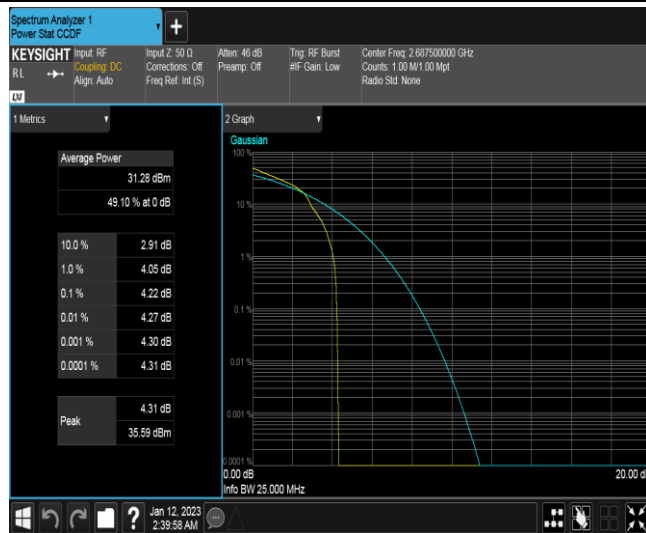 Spectrum Analyzer 1
Power Stat CCDF
+
KEYSIGHT
RL
Input: RF
Coupling: DC
Align: Auto
Input Z: 50 Ω
Corrections: Off
Freq Ref: Int (S)
Atten: 46 dB
Preamp: Off
Trig: RF Burst
#IF Gain: Low
Center Freq: 2.687500000 GHz
Counts: 1.00 M/1.00 Mpt
Radio Std: None
1 Metrics
Average Power
31.28 dBm
49.10 % at 0 dB
10.0 % 2.91 dB
1.0 % 4.05 dB
0.1 % 4.22 dB
0.01 % 4.27 dB
0.001 % 4.30 dB
0.0001 % 4.31 dB
Peak
4.31 dB
35.59 dBm
2 Graph
Gaussian
100 %
10 %
1 %
0.1 %
0.01 %
0.001 %
0.0001 %
0.00 dB 20.00 d
Info BW 25.000 MHz
?
Jan 12, 2023
2:39:58 AM